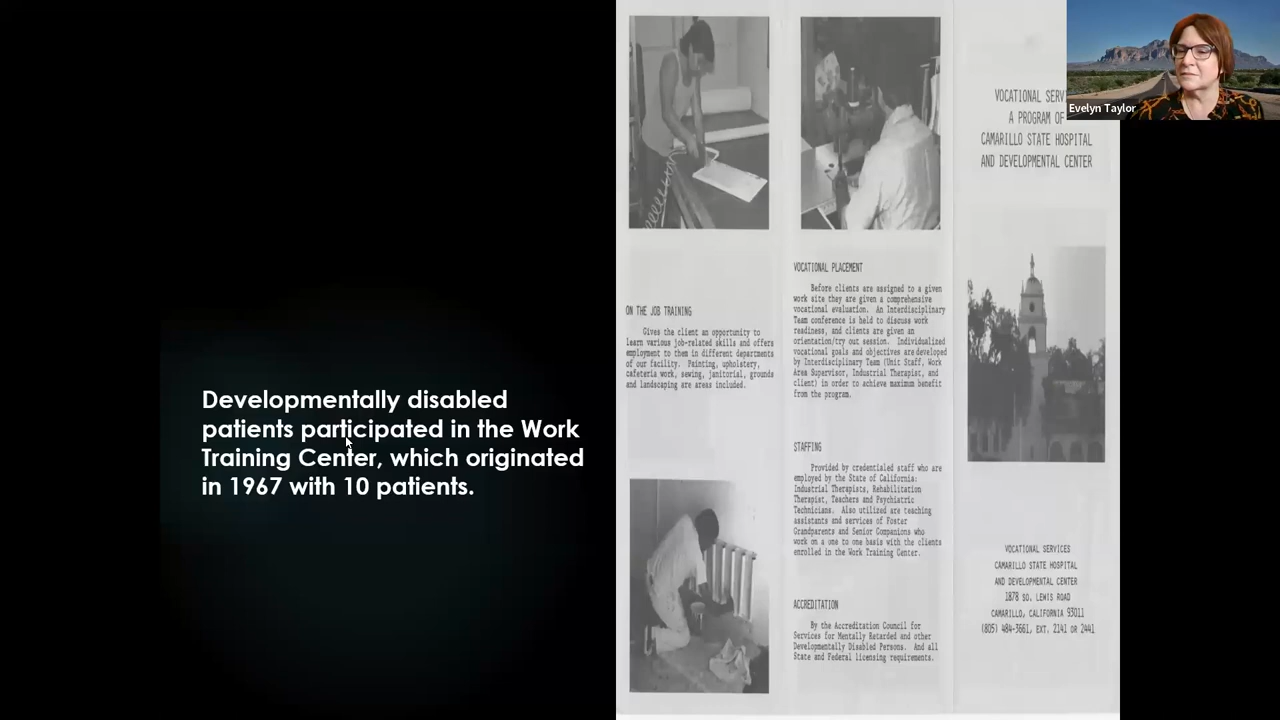 Developmentally disabled
patients participated in the Work
Training Center, which originated
in 1967 with 10 patients.
ON THE JOB TRAINING
Gives the client an opportunity to
learn various job-related skills and offers
employment to them in different departments
of our facility. Painting, upholstery,
cafeteria work, sewing, janitorial, grounds
and landscaping are areas included.
VOCATIONAL PLACEMENT
Before clients are assigned to a given
work site they are given a comprehensive
vocational evaluation. An Interdisciplinary
Team conference is held to discuss work
readiness, and clients are given an
orientation/try out session. Individualized
vocational goals and objectives are developed
by Interdisciplinary Team (Unit Staff, Work
Area Supervisor, Industrial Therapist, and
client) in order to achieve maximum benefit
from the program.
STAFFING
Provided by credentialed staff who are
employed by the State of California:
Industrial Therapists, Rehabilitation
Therapist, Teachers and Psychiatric
Technicians. Also utilized are teaching
assistants and services of Foster
Grandparents and Senior Companions who
work on a one to one basis with the clients
enrolled in the Work Training Center.
ACCREDITATION
By the Accreditation Council for
Services for Mentally Retarded and other
Developmentally Disabled Persons. And all
State and Federal licensing requirements.
VOCATIONAL SERV
A PROGRAM OF
CAMARILLO STATE HOSPITAL
AND DEVELOPMENTAL CENTER
VOCATIONAL SERVICES
CAMARILLO STATE HOSPITAL
AND DEVELOPMENTAL CENTER
1878 SO. LEWIS ROAD
CAMARILLO, CALIFORNIA 93011
(805) 484-3661, EXT. 2141 OR 2441
Evelyn Taylor